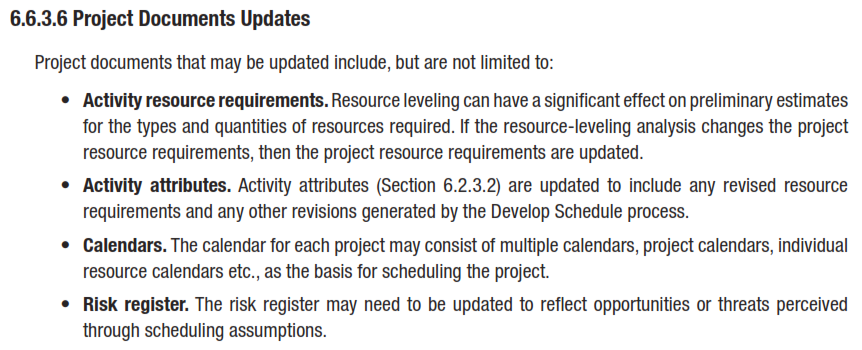 6.6.3.6 Project Documents Updates
Project documents that may be updated include, but are not limited to:
• Activity resource requirements. Resource leveling can have a significant effect on preliminary estimates
for the types and quantities of resources required. If the resource-leveling analysis changes the project
resource requirements, then the project resource requirements are updated.
• Activity attributes. Activity attributes (Section 6.2.3.2) are updated to include any revised resource
requirements and any other revisions generated by the Develop Schedule process.
• Calendars. The calendar for each project may consist of multiple calendars, project calendars, individual
resource calendars etc., as the basis for scheduling the project.
• Risk register. The risk register may need to be updated to reflect opportunities or threats perceived
through scheduling assumptions.